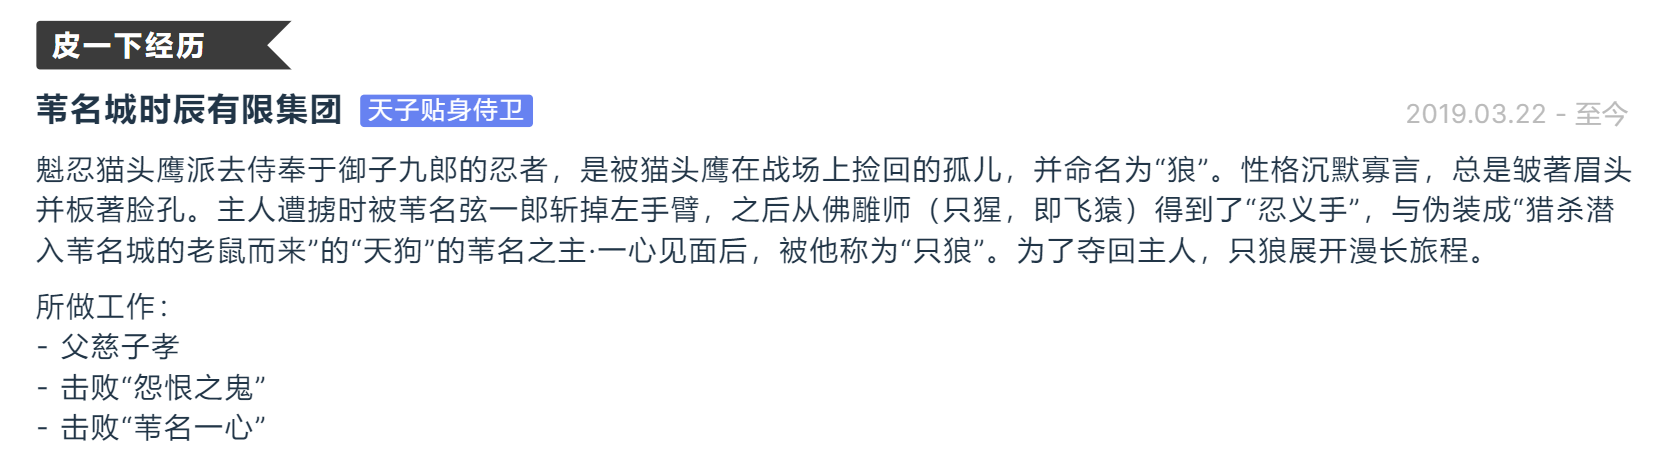 皮一下经历
苇名城时辰有限集团 天子贴身侍卫 2019.03.22 - 至今
魁忍猫头鹰派去侍奉于御子九郎的忍者，是被猫头鹰在战场上捡回的孤儿，并命名为“狼”。性格沉默寡言，总是皱著眉头
并板著脸孔。主人遭掳时被苇名弦一郎斩掉左手臂，之后从佛雕师（只猩，即飞猿）得到了“忍义手”，与伪装成“猎杀潜
入苇名城的老鼠而来”的“天狗”的苇名之主·一心见面后，被他称为“只狼”。为了夺回主人，只狼展开漫长旅程。
所做工作：
- 父慈子孝
- 击败“怨恨之鬼”
- 击败“苇名一心”